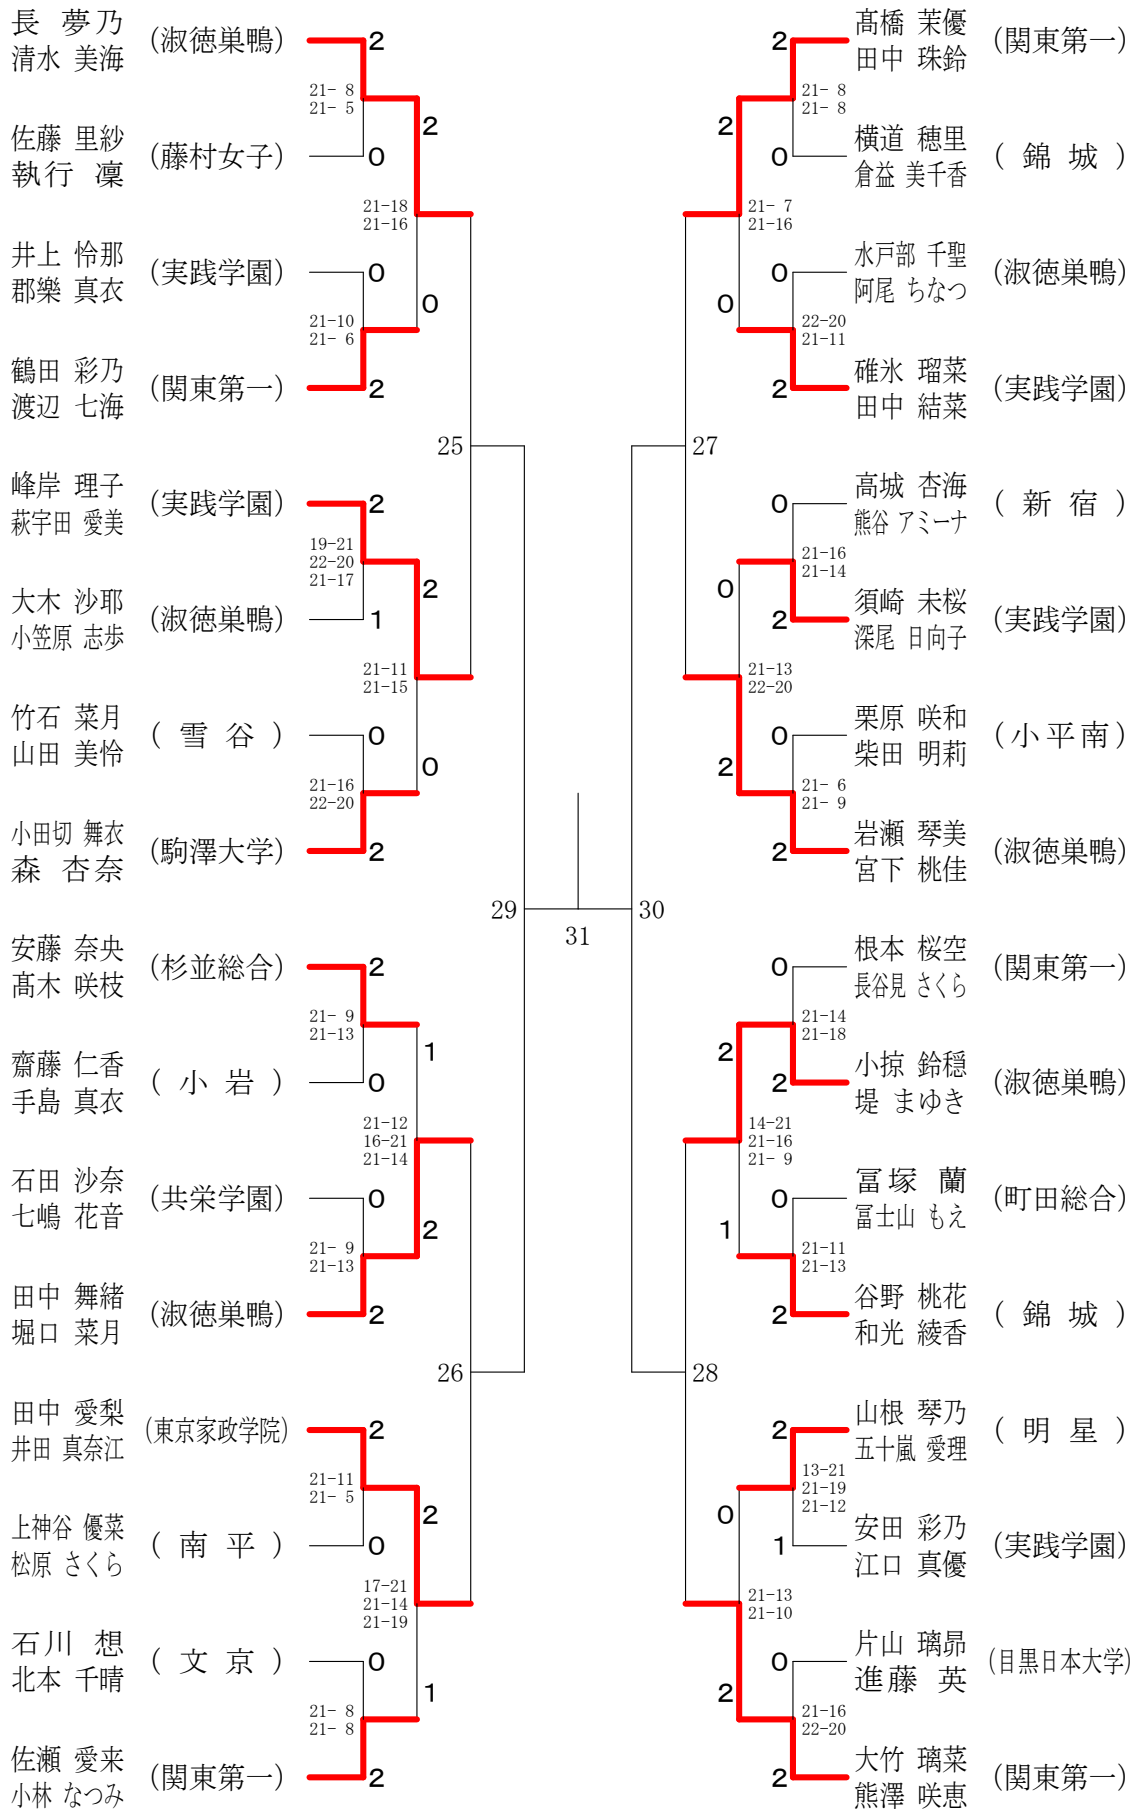 長 夢乃
清水 美海
(淑徳巣鴨)
2
21- 8
21- 5
2
佐藤 里紗
執行 凜
(藤村女子)
0
21-18
21-16
井上 怜那
郡樂 真衣
(実践学園)
0
21-10
21- 6
0
鶴田 彩乃
渡辺 七海
(関東第一)
2
25
峰岸 理子
萩宇田 愛美
(実践学園)
2
19-21
22-20
21-17
2
大木 沙耶
小笠原 志歩
(淑徳巣鴨)
1
21-11
21-15
竹石 菜月
山田 美怜
( 雪 谷 )
0
21-16
22-20
0
小田切 舞衣
森 杏奈
(駒澤大学)
2
29
安藤 奈央
髙木 咲枝
(杉並総合)
2
21- 9
21-13
1
齋藤 仁香
手島 真衣
( 小 岩 )
0
21-12
16-21
21-14
石田 沙奈
七嶋 花音
(共栄学園)
0
21- 9
21-13
2
田中 舞緒
堀口 菜月
(淑徳巣鴨)
2
26
田中 愛梨
井田 真奈江
(東京家政学院)
2
21-11
21- 5
2
上神谷 優菜
松原 さくら
( 南 平 )
0
17-21
21-14
21-19
石川 想
北本 千晴
( 文 京 )
0
21- 8
21- 8
1
佐瀬 愛来
小林 なつみ
(関東第一)
2
31
2
髙橋 茉優
田中 珠鈴
(関東第一)
21- 8
21- 8
2
0
横道 穂里
倉益 美千香
( 錦 城 )
21- 7
21-16
0
水戸部 千聖
阿尾 ちなつ
(淑徳巣鴨)
0
22-20
21-11
2
碓氷 瑠菜
田中 結菜
(実践学園)
27
0
高城 杏海
熊谷 アミーナ
( 新 宿 )
21-16
21-14
0
2
須崎 未桜
深尾 日向子
(実践学園)
21-13
22-20
0
栗原 咲和
柴田 明莉
(小平南)
2
21- 6
21- 9
2
岩瀬 琴美
宮下 桃佳
(淑徳巣鴨)
30
0
根本 桜空
長谷見 さくら
(関東第一)
21-14
21-18
2
2
小掠 鈴穏
堤 まゆき
(淑徳巣鴨)
14-21
21-16
21- 9
0
冨塚 蘭
冨士山 もえ
(町田総合)
1
21-11
21-13
2
谷野 桃花
和光 綾香
( 錦 城 )
28
2
山根 琴乃
五十嵐 愛理
( 明 星 )
13-21
21-19
21-12
0
1
安田 彩乃
江口 真優
(実践学園)
21-13
21-10
0
片山 璃昂
進藤 英
(目黒日本大学)
2
21-16
22-20
2
大竹 璃菜
熊澤 咲恵
(関東第一)